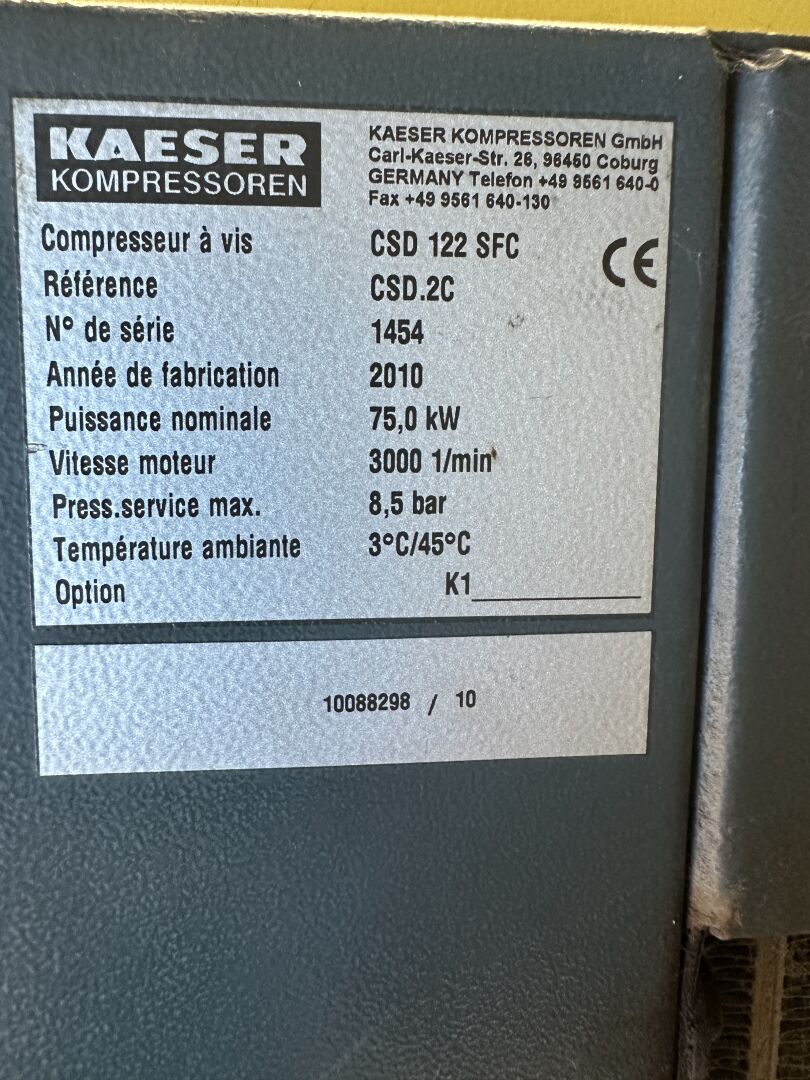 KAESER
KOMPRESSOREN
KAESER KOMPRESSOREN GmbH
Carl-Kaeser-Str. 26, 96450 Coburg
GERMANY Telefon +49 9561 640-0
Fax +49 9561 640-130
CE
Compresseur à vis CSD 122 SFC
Référence CSD.2C
N° de série 1454
Année de fabrication 2010
Puissance nominale 75,0 kW
Vitesse moteur 3000 1/min
Press.service max. 8,5 bar
Température ambiante 3°C/45°C
Option K1
10088298 / 10